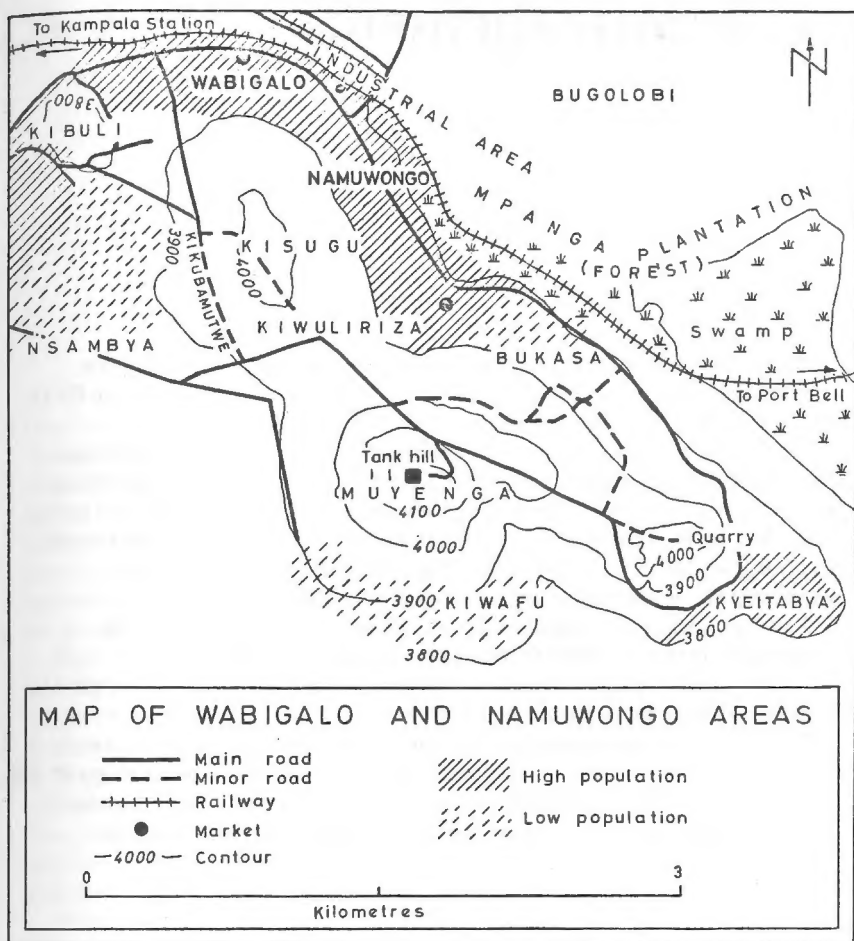 To Kampala Station
INDUSTRIAL AREA
WABIGALO
BUGOLOBI
N
3800
KIBULI
NAMUWONGO
MPANGA PLANTATION
(FOREST)
3900
KIKUBAMUTWE
KISUGU
4000
Swamp
NSAMBYA
KIWULIRIZA
BUKASA
To Port Bell
Tank hill
MUYENGA
4100
4000
Quarry
4000
3900
3900
KIWAFU
KYEITABYA
3800
3800
MAP OF WABIGALO AND NAMUWONGO AREAS
Main road
Minor road
Railway
Market
4000 Contour
High population
Low population
0 3
Kilometres